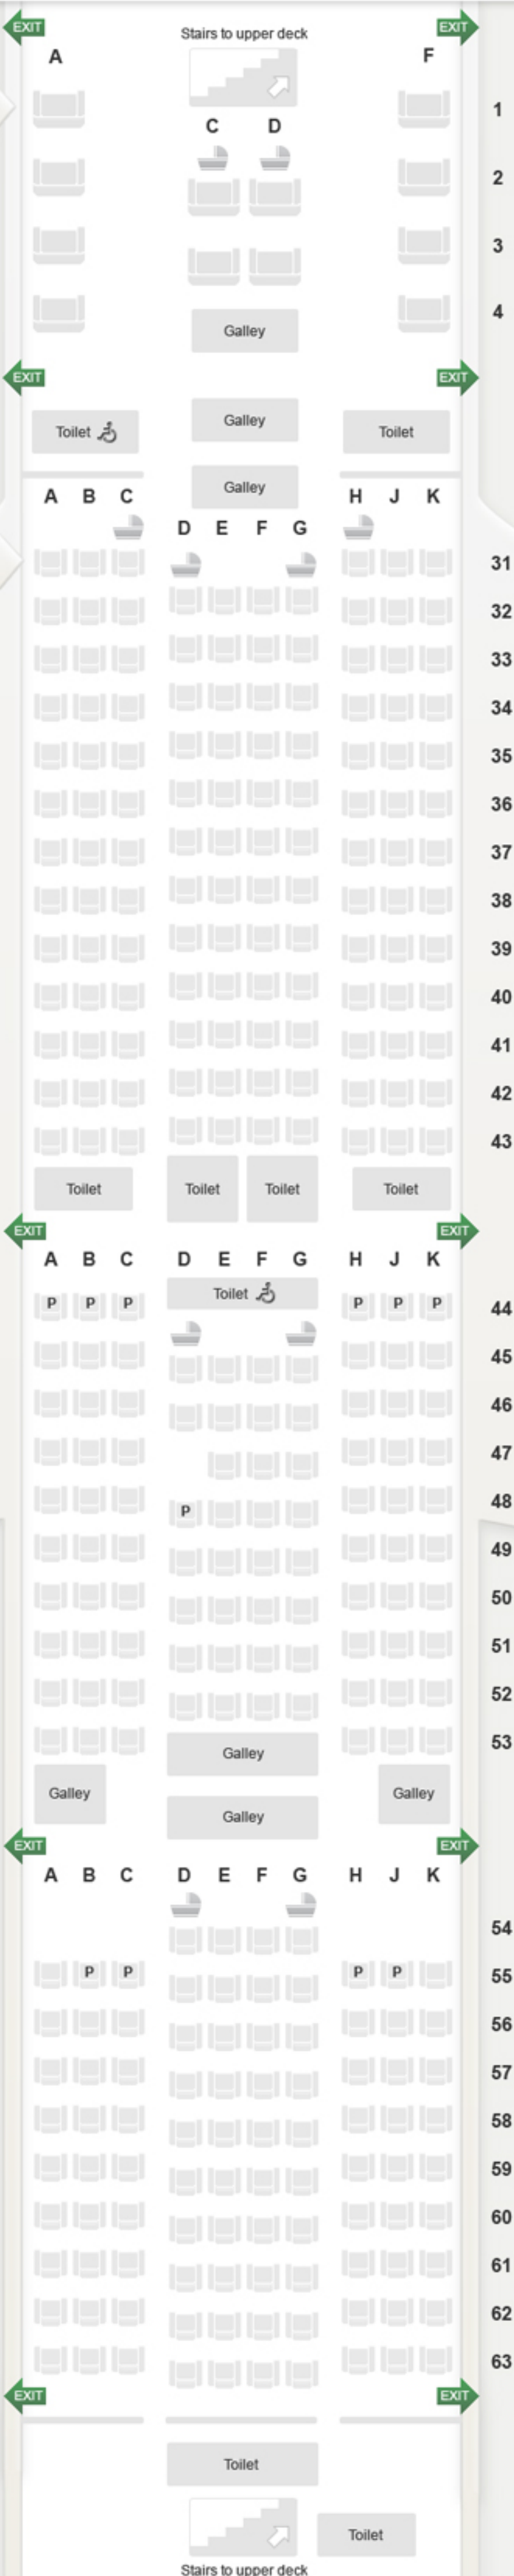 EXIT Stairs to upper deck EXIT
A F
1
C D
2
3
4
Galley
EXIT EXIT
Toilet Galley Toilet
Galley
A B C H J K
D E F G
31
32
33
34
35
36
37
38
39
40
41
42
43
Toilet Toilet Toilet Toilet
EXIT EXIT
A B C D E F G H J K
Toilet
P P P P P P 44
45
46
47
48
P
49
50
51
52
53
Galley
Galley Galley
Galley
EXIT EXIT
A B C D E F G H J K
54
P P P P 55
56
57
58
59
60
61
62
63
EXIT EXIT
Toilet
Toilet
Stairs to upper deck